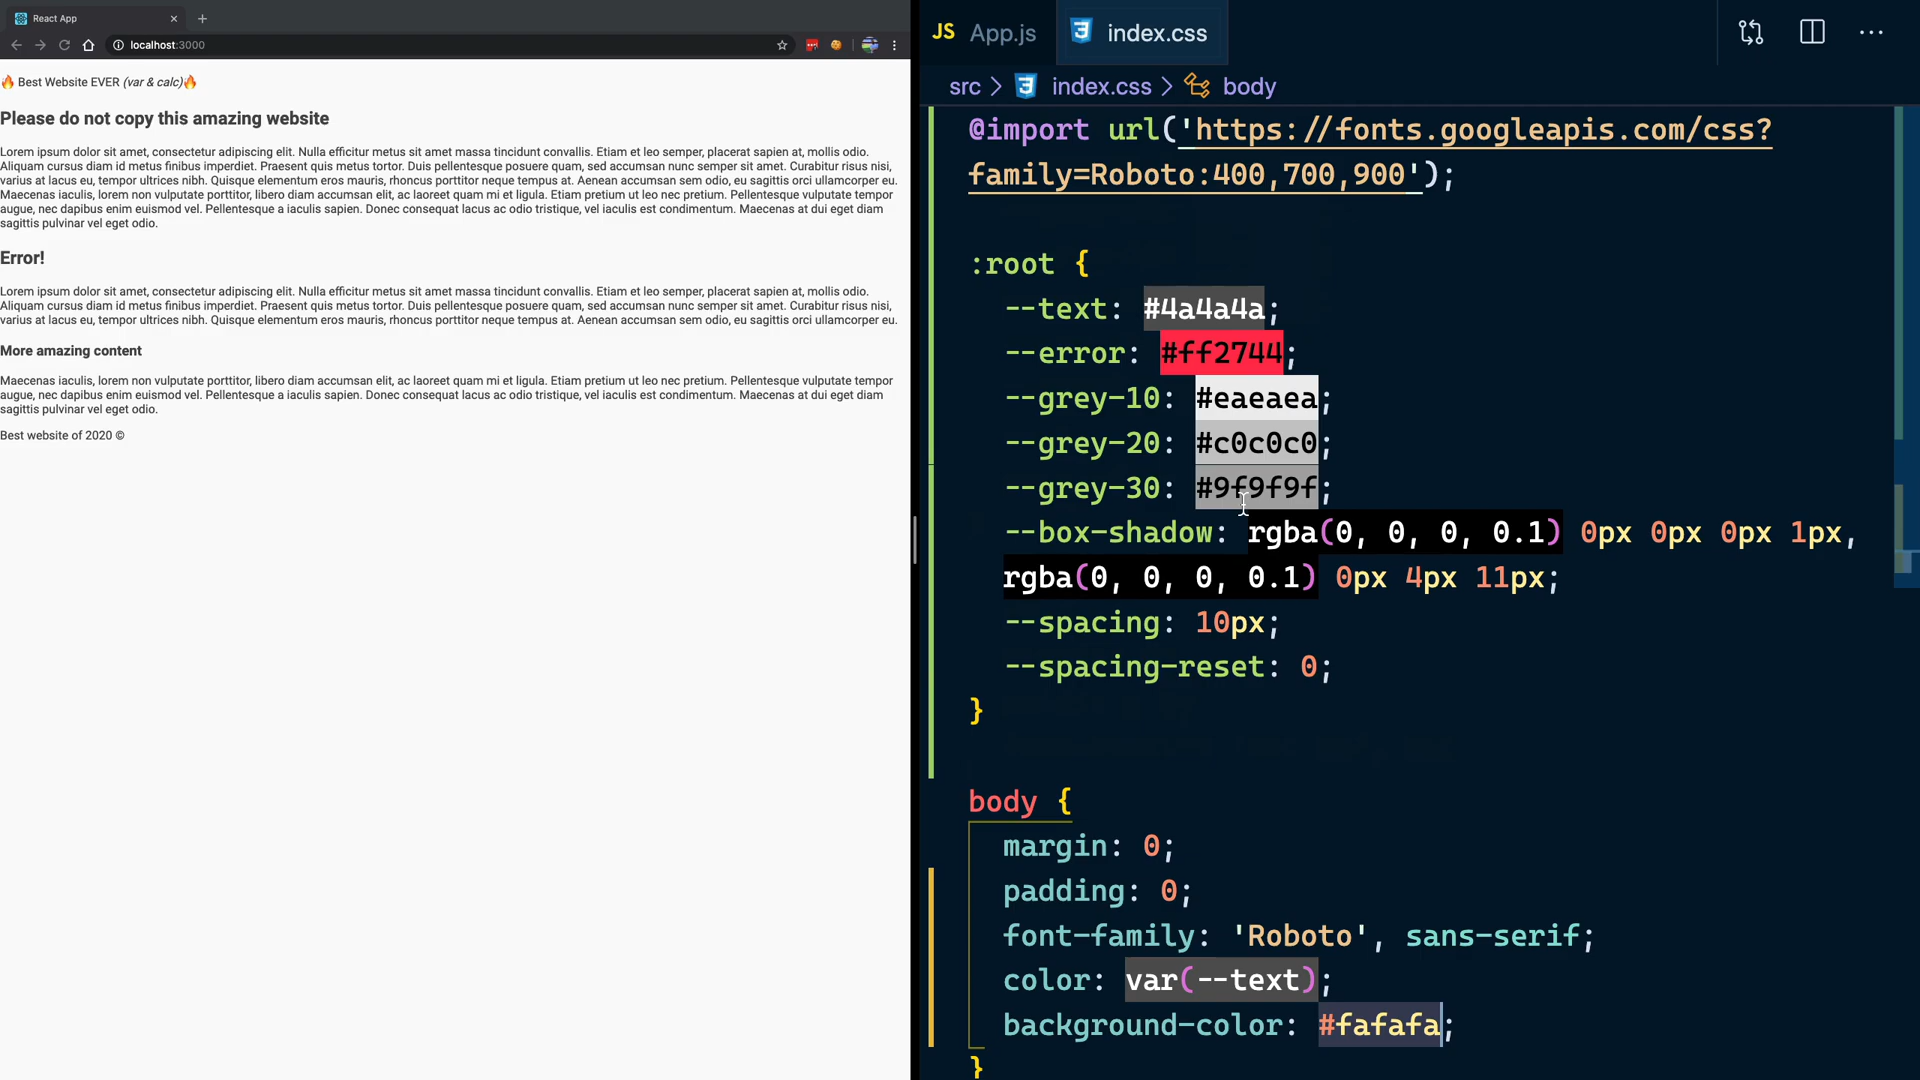 React App
localhost:3000
🔥 Best Website EVER (var & calc)🔥
Please do not copy this amazing website
Lorem ipsum dolor sit amet, consectetur adipiscing elit. Nulla efficitur metus sit amet massa tincidunt convallis. Etiam et leo semper, placerat sapien at, mollis odio.
Aliquam cursus diam id metus finibus imperdiet. Praesent quis metus tortor. Duis pellentesque posuere quam, sed accumsan nunc semper sit amet. Curabitur risus nisi,
varius at lacus eu, tempor ultrices nibh. Quisque elementum eros mauris, rhoncus porttitor neque tempus at. Aenean accumsan sem odio, eu sagittis orci ullamcorper eu.
Maecenas iaculis, lorem non vulputate porttitor, libero diam accumsan elit, ac laoreet quam mi et ligula. Etiam pretium ut leo nec pretium. Pellentesque vulputate tempor
augue, nec dapibus enim euismod vel. Pellentesque a iaculis sapien. Donec consequat lacus ac odio tristique, vel iaculis est condimentum. Maecenas at dui eget diam
sagittis pulvinar vel eget odio.
Error!
Lorem ipsum dolor sit amet, consectetur adipiscing elit. Nulla efficitur metus sit amet massa tincidunt convallis. Etiam et leo semper, placerat sapien at, mollis odio.
Aliquam cursus diam id metus finibus imperdiet. Praesent quis metus tortor. Duis pellentesque posuere quam, sed accumsan nunc semper sit amet. Curabitur risus nisi,
varius at lacus eu, tempor ultrices nibh. Quisque elementum eros mauris, rhoncus porttitor neque tempus at. Aenean accumsan sem odio, eu sagittis orci ullamcorper eu.
More amazing content
Maecenas iaculis, lorem non vulputate porttitor, libero diam accumsan elit, ac laoreet quam mi et ligula. Etiam pretium ut leo nec pretium. Pellentesque vulputate tempor
augue, nec dapibus enim euismod vel. Pellentesque a iaculis sapien. Donec consequat lacus ac odio tristique, vel iaculis est condimentum. Maecenas at dui eget diam
sagittis pulvinar vel eget odio.
Best website of 2020 ©
JS App.js index.css
src > index.css > body
@import url('https://fonts.googleapis.com/css?
family=Roboto:400,700,900');
:root {
--text: #4a4a4a;
--error: #ff2744;
--grey-10: #eaeaea;
--grey-20: #c0c0c0;
--grey-30: #9f9f9f;
--box-shadow: rgba(0, 0, 0, 0.1) 0px 0px 0px 1px,
rgba(0, 0, 0, 0.1) 0px 4px 11px;
--spacing: 10px;
--spacing-reset: 0;
}
body {
margin: 0;
padding: 0;
font-family: 'Roboto', sans-serif;
color: var(--text);
background-color: #fafafa;
}